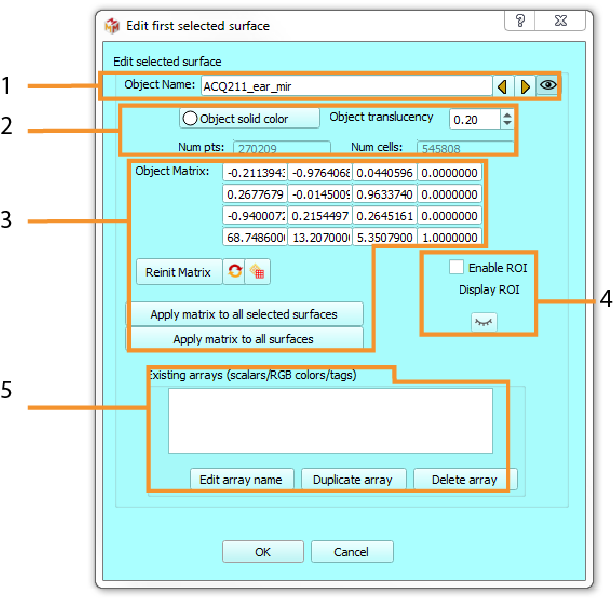 Edit first selected surface
Edit selected surface
1 Object Name: ACQ211_ear_mir
2 Object solid color Object translucency 0.20
Num pts: 270209 Num cells: 545808
Object Matrix: -0.2113943 -0.9764068 0.0440596 0.0000000
0.2677679 -0.0145009 0.9633740 0.0000000
3 -0.9400072 0.2154497 0.2645161 0.0000000
68.748600 13.207000 5.3507900 1.0000000
Reinit Matrix Enable ROI
Display ROI
4
Apply matrix to all selected surfaces
Apply matrix to all surfaces
Existing arrays (scalars/RGB colors/tags)
5
Edit array name Duplicate array Delete array
OK Cancel